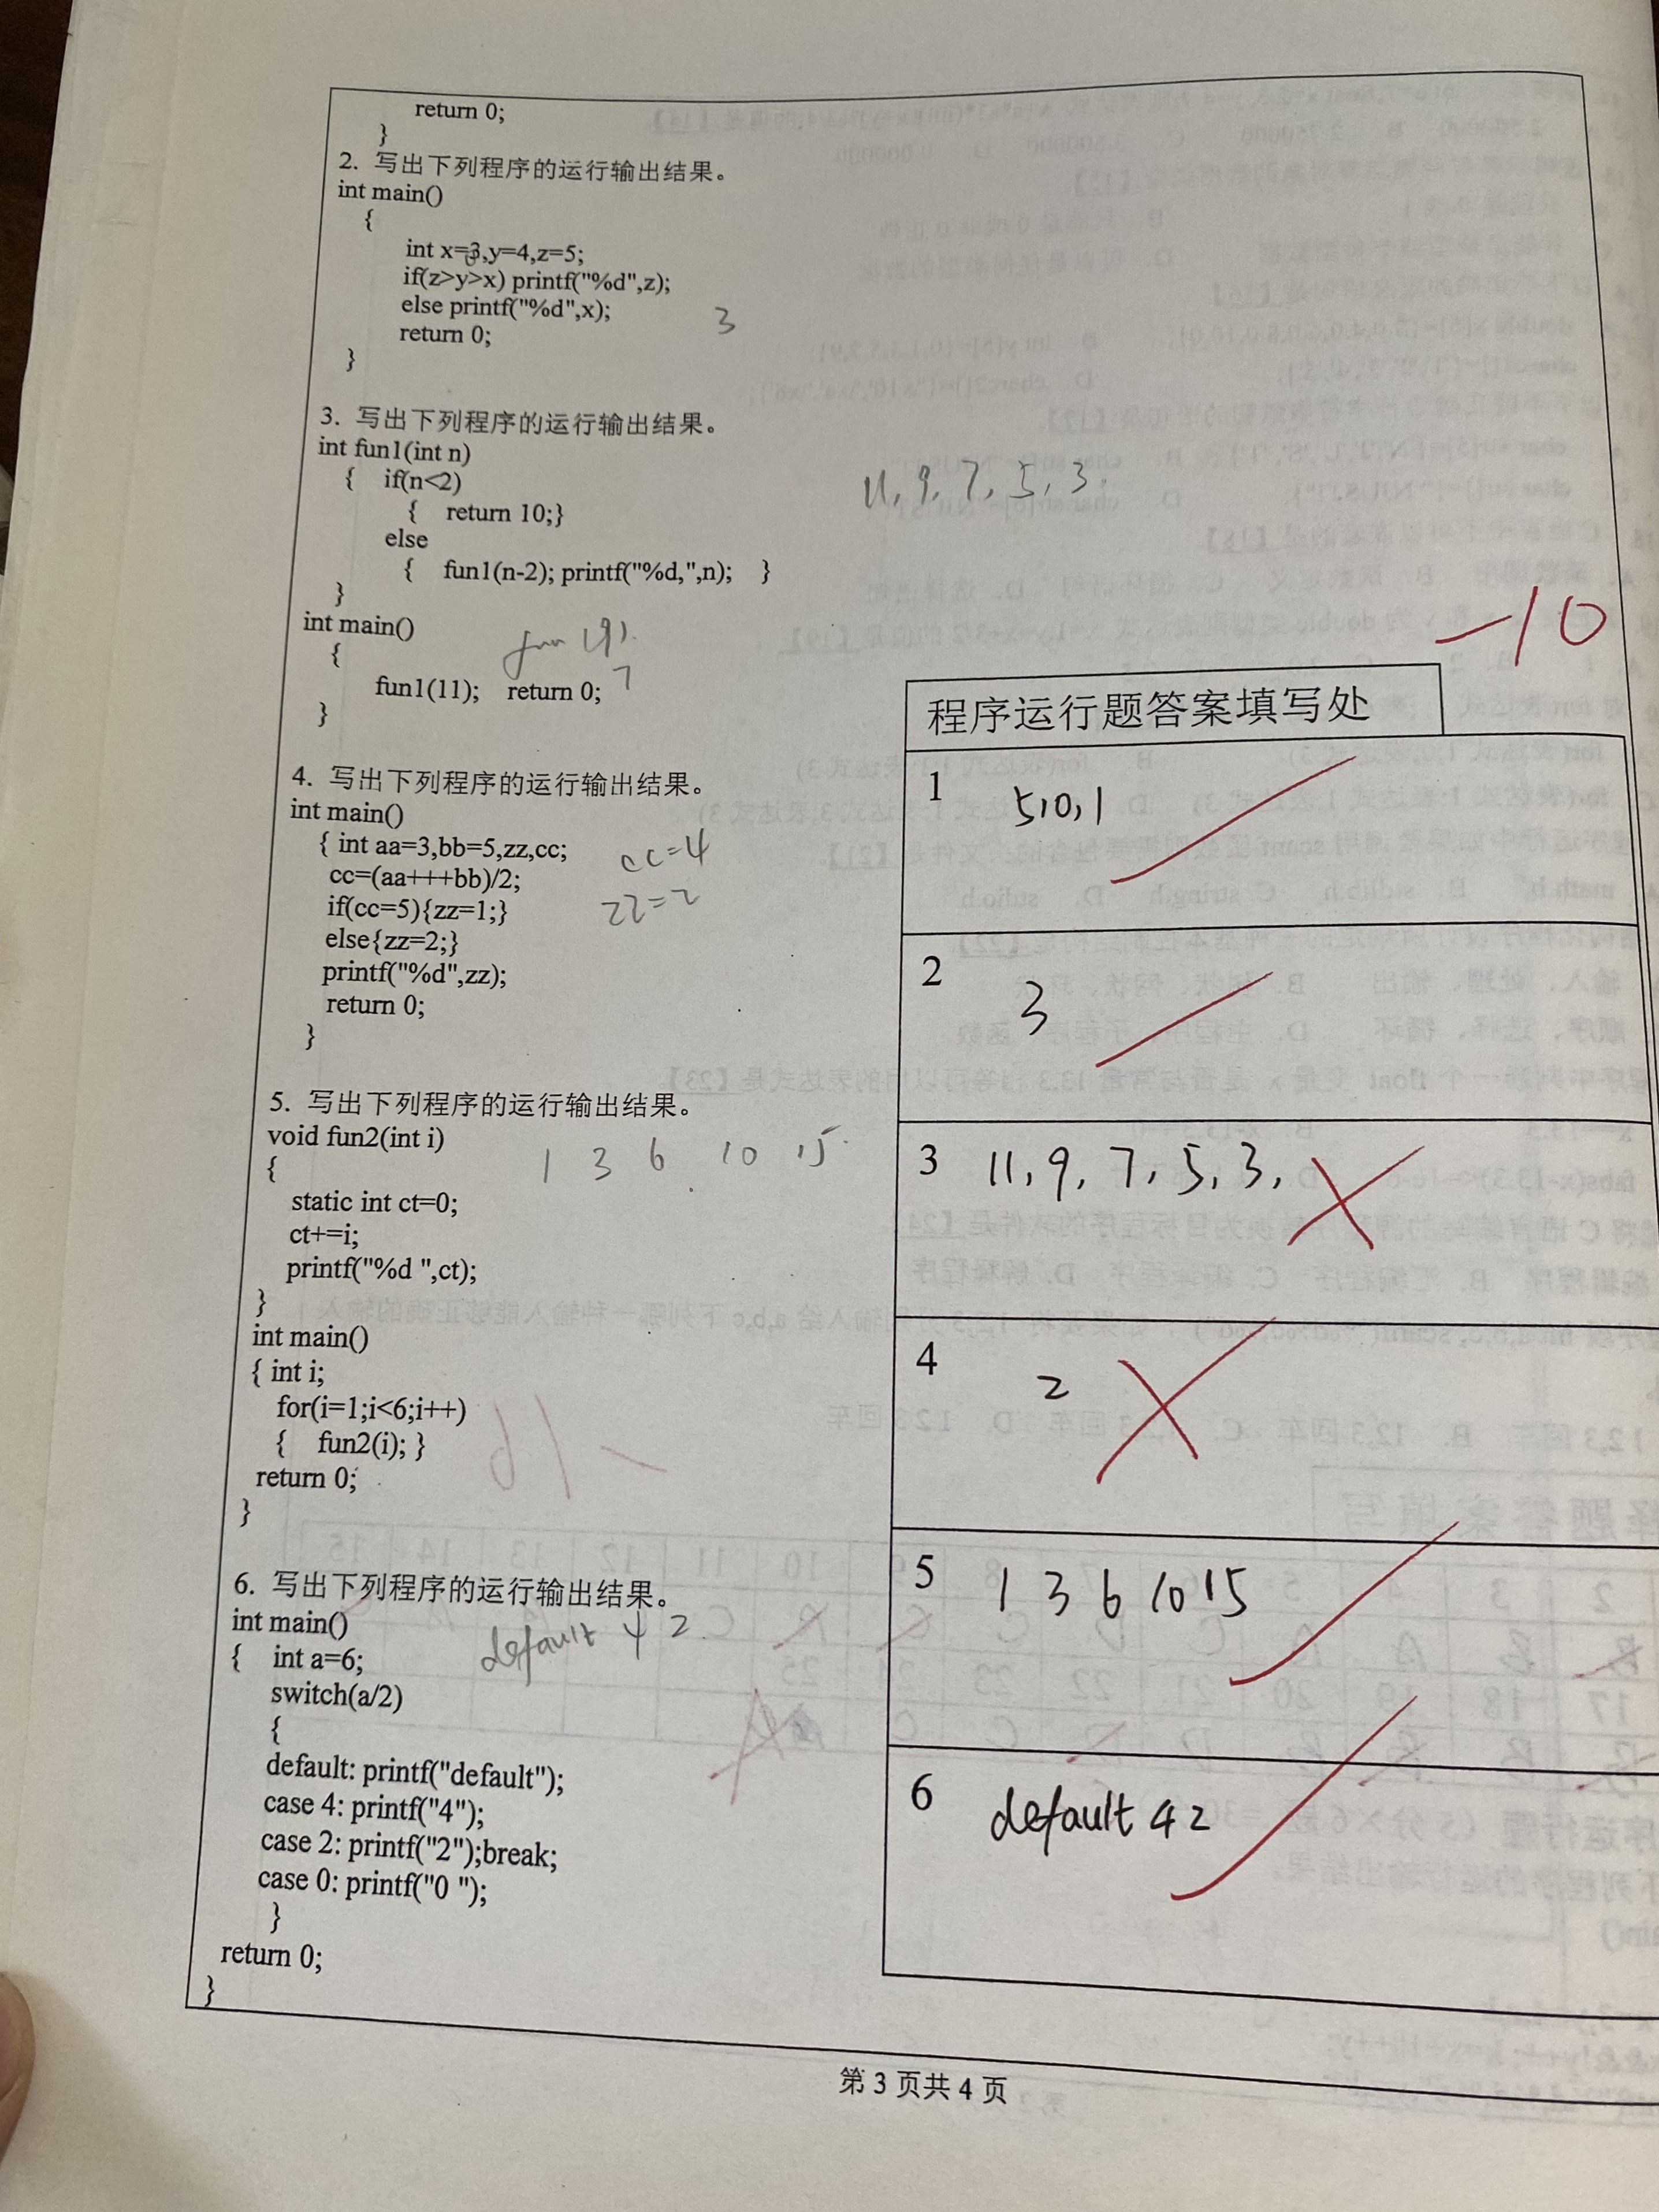 return 0;
}
2. 写出下列程序的运行输出结果。
int main()
{
int x=3,y=4,z=5;
if(z>y>x) printf("%d",z);
else printf("%d",x);
return 0;
}
3
3. 写出下列程序的运行输出结果。
int fun1(int n)
{ if(n<2)
{ return 10;}
else
{ fun1(n-2); printf("%d,",n); }
}
int main()
{
fun1(11); return 0;
}
11, 9, 7, 5, 3,
fun(9)
7
4. 写出下列程序的运行输出结果。
int main()
{ int aa=3,bb=5,zz,cc;
cc=(aa+++bb)/2;
if(cc=5){zz=1;}
else{zz=2;}
printf("%d",zz);
return 0;
}
cc=4
zz=2
5. 写出下列程序的运行输出结果。
void fun2(int i)
{
static int ct=0;
ct+=i;
printf("%d ",ct);
}
int main()
{ int i;
for(i=1;i<6;i++)
{ fun2(i); }
return 0;
}
1 3 6 10 15
6. 写出下列程序的运行输出结果。
int main()
{ int a=6;
switch(a/2)
{
default: printf("default");
case 4: printf("4");
case 2: printf("2");break;
case 0: printf("0 ");
}
return 0;
}
default 4 2
-10
程序运行题答案填写处
1 5,0,1
2 3
3 11, 9, 7, 5, 3,
4 2
5 1 3 6 10 15
6 default 4 2
第 3 页共 4 页